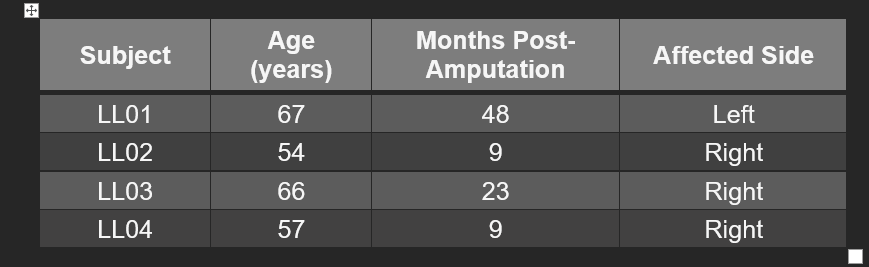 Subject Age (years) Months Post-Amputation Affected Side
LL01 67 48 Left
LL02 54 9 Right
LL03 66 23 Right
LL04 57 9 Right